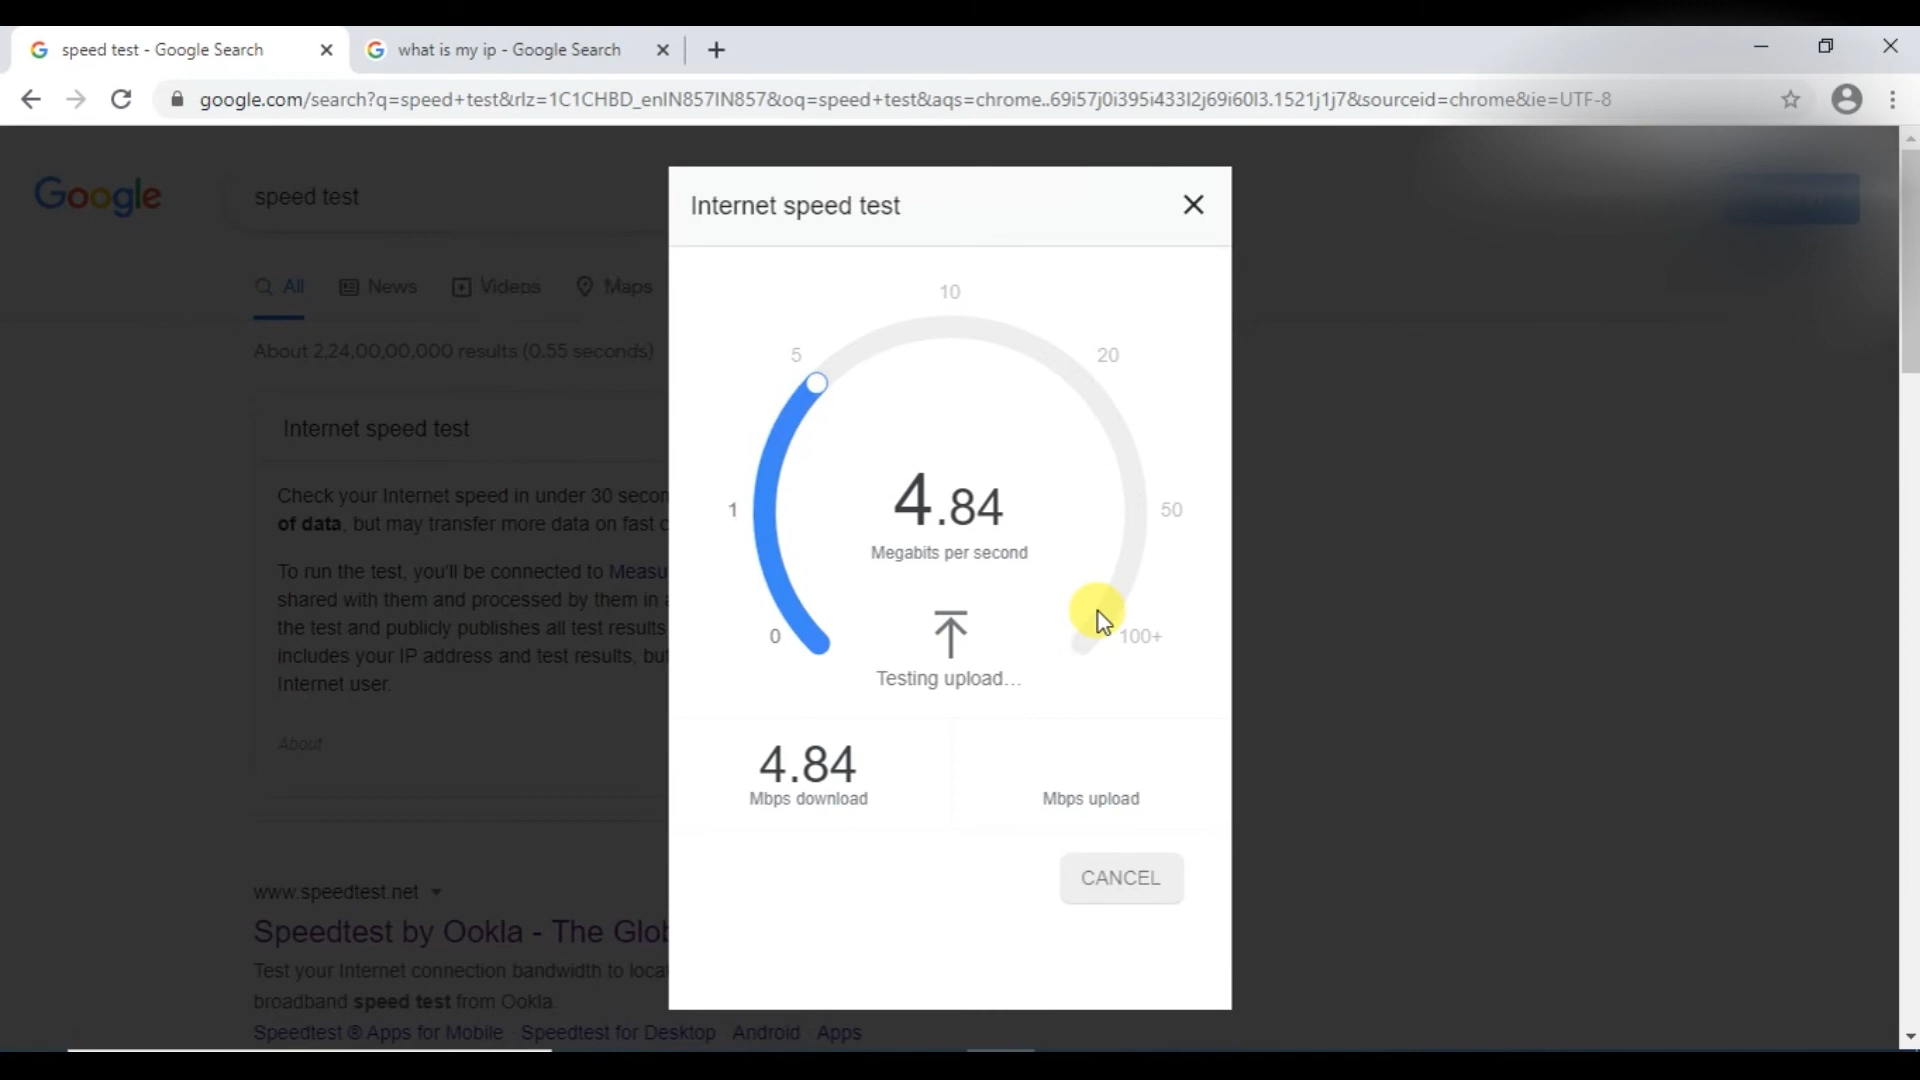 speed test - Google Search
what is my ip - Google Search
google.com/search?q=speed+test&rlz=1C1CHBD_enIN857IN857&oq=speed+test&aqs=chrome..69i57j0i395i433l2j69i60l3.1521j1j7&sourceid=chrome&ie=UTF-8
Google
speed test
All
News
Videos
Maps
About 2,24,00,00,000 results (0.55 seconds)
Internet speed test
Check your Internet speed in under 30
of data, but may transfer more data on fast
To run the test, you'll be connected to
shared with them and processed by them in
the test and publicly publishes all test results
includes your IP address and test results,
Internet user.
About
www.speedtest.net
Speedtest by Ookla - The
Test your Internet connection bandwidth to
broadband speed test from Ookla.
Speedtest ® Apps for Mobile Speedtest for Desktop Android Apps
Internet speed test
10
5
20
1
50
0
100+
4.84
Megabits per second
Testing upload...
4.84
Mbps download
Mbps upload
CANCEL